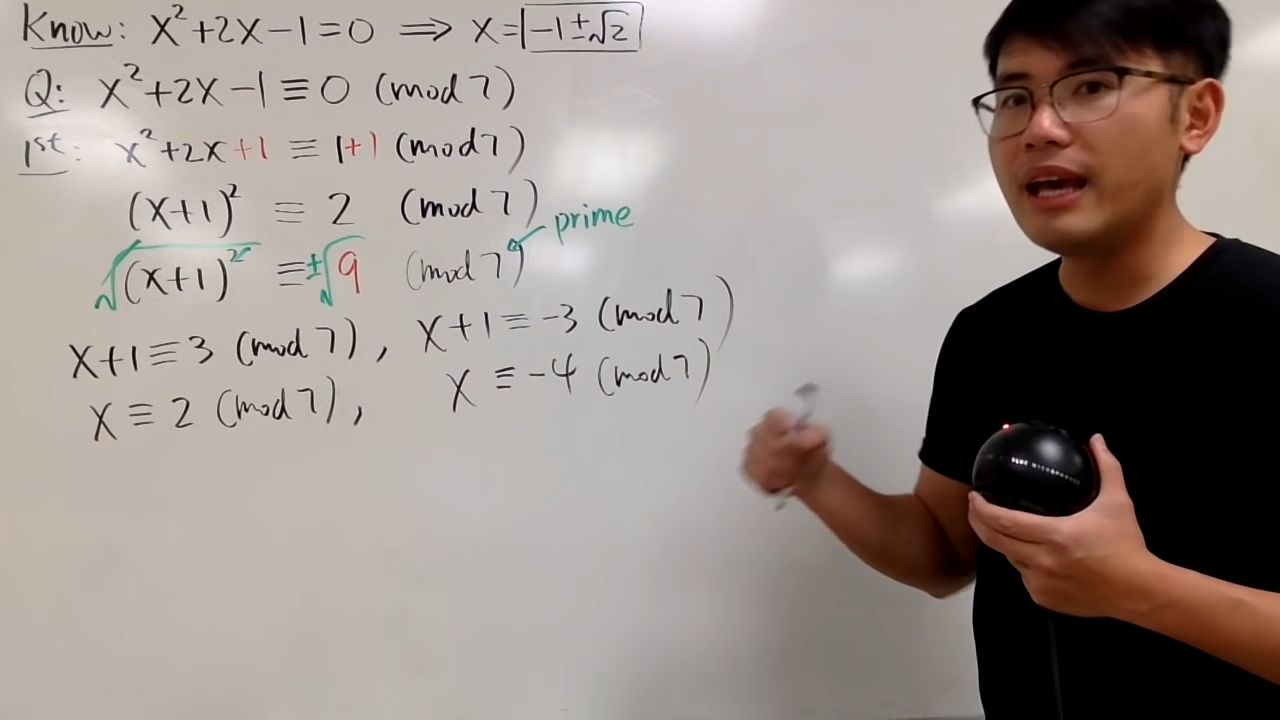 Know: x²+2x-1=0 ⟹ x=-1±√2
Q: x²+2x-1≡0 (mod 7)
1st: x²+2x+1 ≡ 1+1 (mod 7)
(x+1)² ≡ 2 (mod 7)
prime
√(x+1)² ≡ ±√9 (mod 7)
x+1≡3 (mod 7), x+1≡-3 (mod 7)
x≡2 (mod 7), x≡-4 (mod 7)